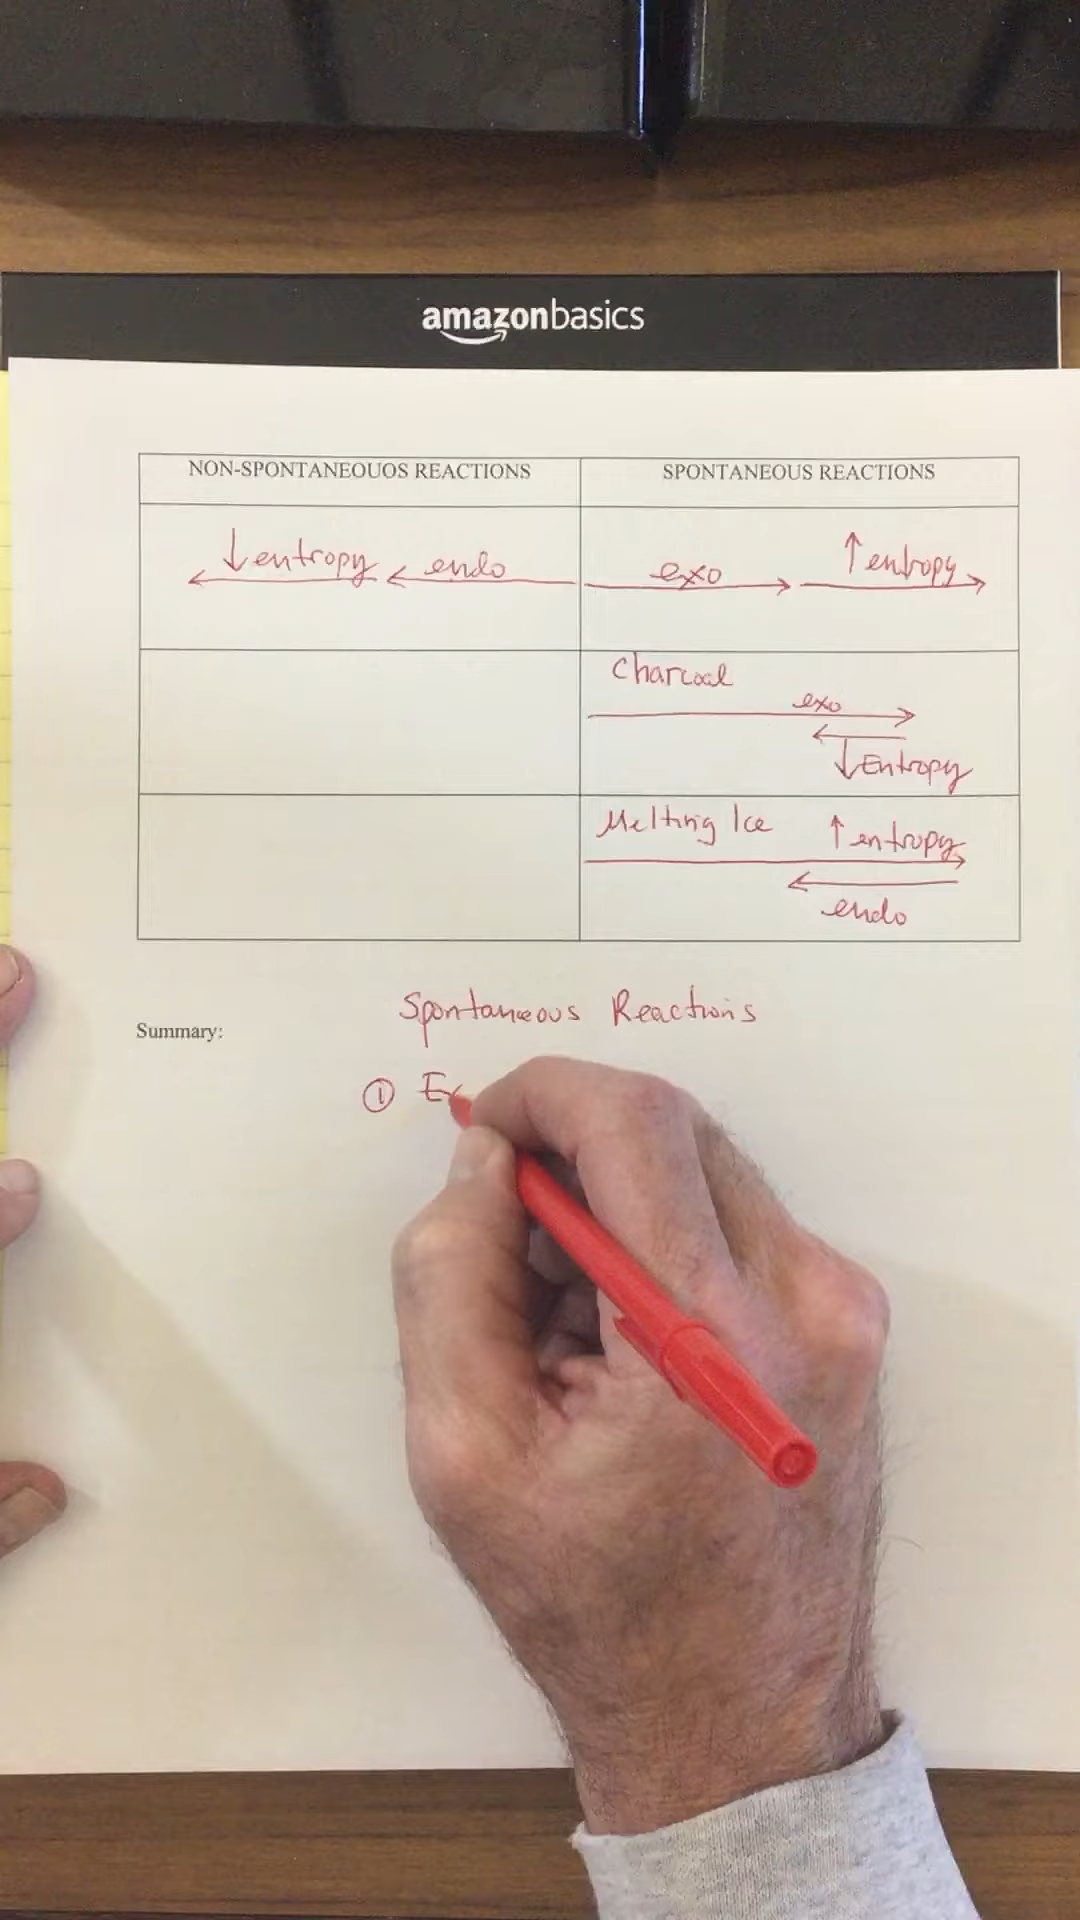 amazonbasics
NON-SPONTANEOUOS REACTIONS
SPONTANEOUS REACTIONS
↓entropy endo
exo ↑entropy
Charcoal
exo
↓Entropy
Melting Ice ↑entropy
endo
Spontaneous Reactions
Summary:
① Ex